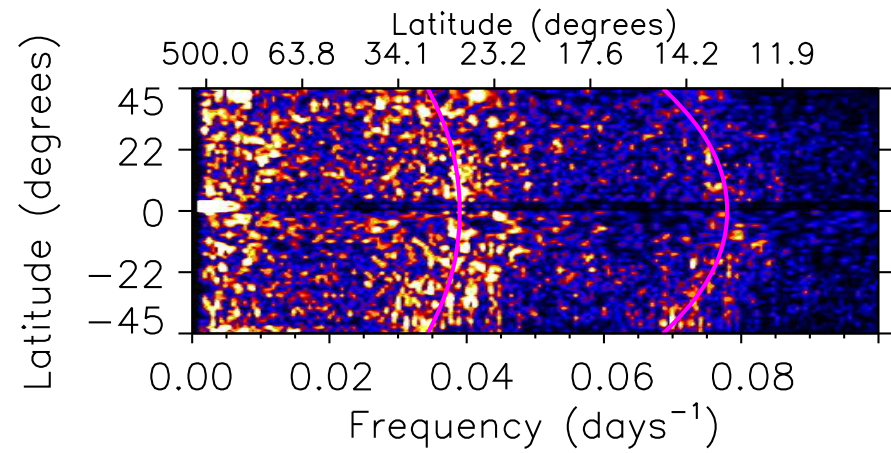 Latitude (degrees)
500.0 63.8 34.1 23.2 17.6 14.2 11.9
Latitude (degrees)
45
22
0
−22
−45
0.00 0.02 0.04 0.06 0.08
Frequency (days⁻¹)